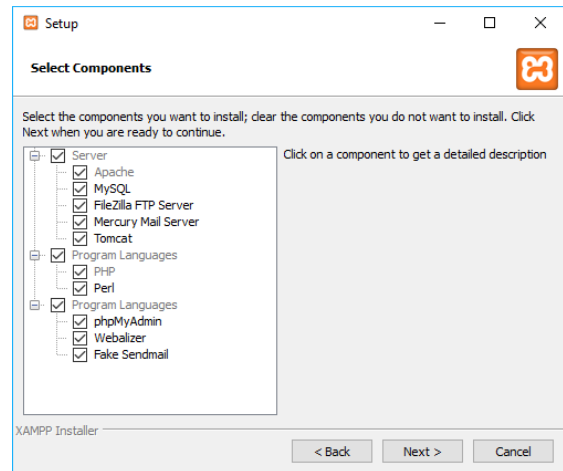 Setup
Select Components
Select the components you want to install; clear the components you do not want to install. Click
Next when you are ready to continue.
Server
Apache
MySQL
FileZilla FTP Server
Mercury Mail Server
Tomcat
Program Languages
PHP
Perl
Program Languages
phpMyAdmin
Webalizer
Fake Sendmail
Click on a component to get a detailed description
XAMPP Installer
< Back
Next >
Cancel